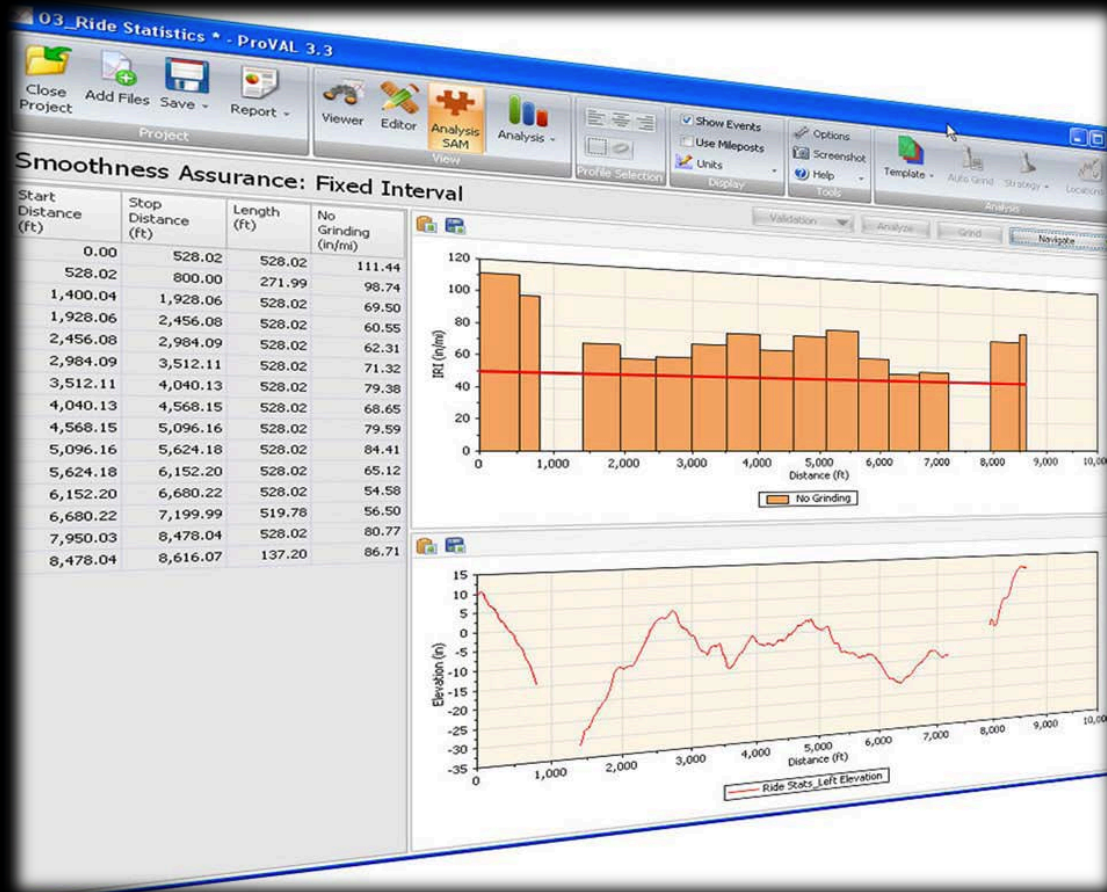 03_Ride Statistics * - ProVAL 3.3
Close Project
Add Files
Save
Report
Project
Viewer
Editor
Analysis SAM
Analysis
View
Profile Selection
Show Events
Use Mileposts
Units
Display
Options
Screenshot
Help
Tools
Template
Auto Grind
Strategy
Locations
Analysis
Smoothness Assurance: Fixed Interval
Validation
Analyze
Grind
Navigate
Start Distance (ft) Stop Distance (ft) Length (ft) No Grinding (in/mi)
0.00 528.02 528.02 111.44
528.02 800.00 271.99 98.74
1,400.04 1,928.06 528.02 69.50
1,928.06 2,456.08 528.02 60.55
2,456.08 2,984.09 528.02 62.31
2,984.09 3,512.11 528.02 71.32
3,512.11 4,040.13 528.02 79.38
4,040.13 4,568.15 528.02 68.65
4,568.15 5,096.16 528.02 79.59
5,096.16 5,624.18 528.02 84.41
5,624.18 6,152.20 528.02 65.12
6,152.20 6,680.22 528.02 54.58
6,680.22 7,199.99 519.78 56.50
7,950.03 8,478.04 528.02 80.77
8,478.04 8,616.07 137.20 86.71
120
100
80
60
40
20
0
IRI (in/mi)
0 1,000 2,000 3,000 4,000 5,000 6,000 7,000 8,000 9,000 10,00
Distance (ft)
No Grinding
15
10
5
0
-5
-10
-15
-20
-25
-30
-35
Elevation (in)
0 1,000 2,000 3,000 4,000 5,000 6,000 7,000 8,000 9,000 10,00
Distance (ft)
Ride Stats_Left Elevation